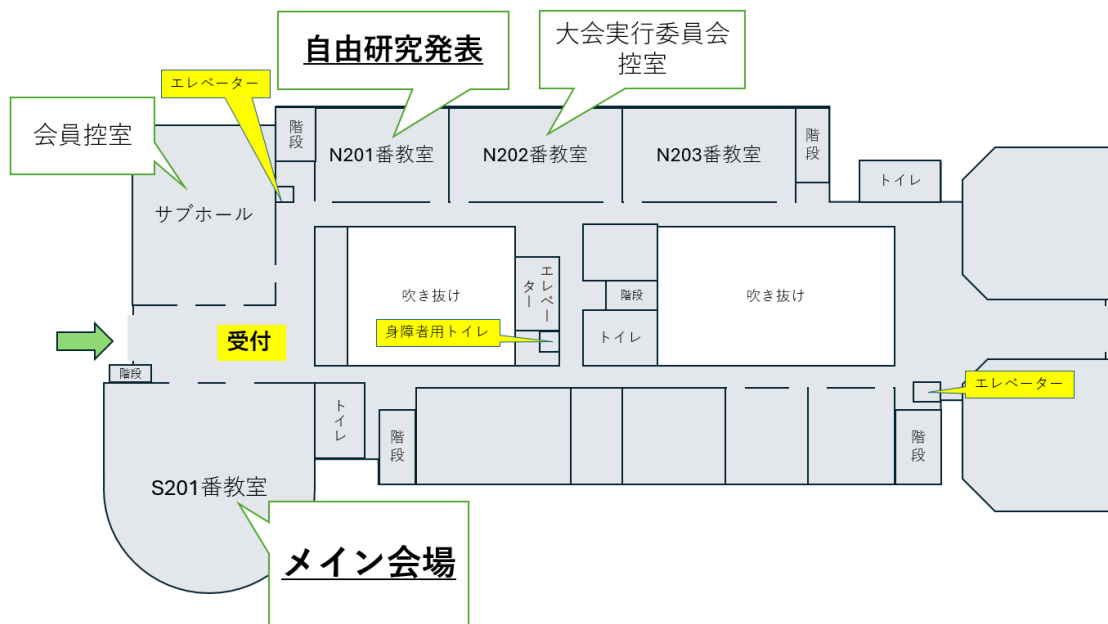 自由研究発表
大会実行委員会
控室
エレベーター
会員控室
階段
N201番教室
N202番教室
N203番教室
階段
トイレ
サブホール
吹き抜け
エレベーター
階段
吹き抜け
受付
身障者用トイレ
トイレ
階段
エレベーター
トイレ
階段
階段
S201番教室
メイン会場